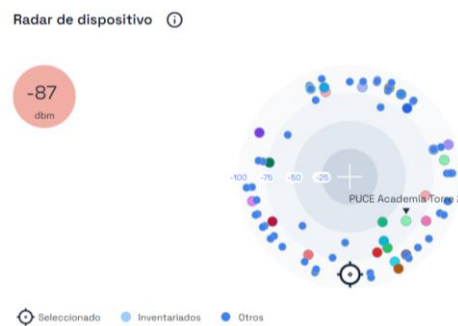 Radar de dispositivo
-87
dbm
-100 -75 -50 -25
PUCE Academia Torre
Seleccionado Inventariados Otros